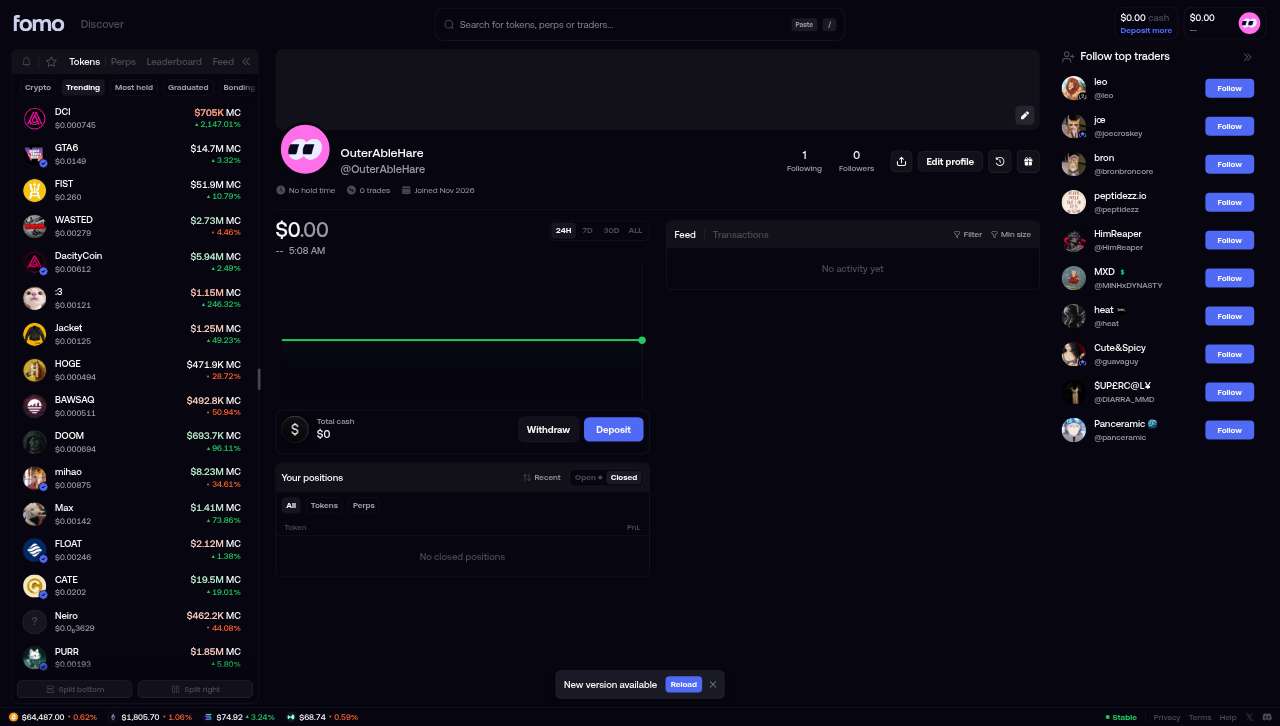 fomo Discover
Search for tokens, perps or traders... Paste /
$0.00 cash
Deposit more
$0.00
--
Tokens Perps Leaderboard Feed
Crypto Trending Most held Graduated Bonding
DCI $705K MC
$0.000745 2,147.01%
GTA6 $14.7M MC
$0.0149 3.32%
FIST $51.9M MC
$0.260 10.79%
WASTED $2.73M MC
$0.00279 4.46%
DacityCoin $5.94M MC
$0.00612 2.49%
:3 $1.15M MC
$0.00121 246.32%
Jacket $1.25M MC
$0.00125 49.23%
HOGE $471.9K MC
$0.000494 28.72%
BAWSAQ $492.8K MC
$0.000511 50.94%
DOOM $693.7K MC
$0.000694 96.11%
mihao $8.23M MC
$0.00875 34.61%
Max $1.41M MC
$0.00142 73.86%
FLOAT $2.12M MC
$0.00246 1.38%
CATE $19.5M MC
$0.0202 19.01%
? Neiro $462.2K MC
44.08%
PURR $1.85M MC
$0.00193 5.80%
Split bottom Split right
OuterAbleHare
@OuterAbleHare
1 Following
0 Followers
Edit profile
No hold time 0 trades Joined Nov 2026
$0.00
-- 5:08 AM
24H 7D 30D ALL
$ Total cash
$0
Withdraw Deposit
Your positions Recent Open Closed
All Tokens Perps
Token PnL
No closed positions
Feed Transactions Filter Min size
No activity yet
Follow top traders
leo
@leo
Follow
jœ
@joecroskey
Follow
bron
@bronbroncore
Follow
peptidezz.io
@peptidezz
Follow
HimReaper
@HimReaper
Follow
MXD
@MINHxDYNASTY
Follow
heat
@heat
Follow
Cute&Spicy
@guavaguy
Follow
$UP£RC@L¥
@DIARRA_MMD
Follow
Panceramic
@panceramic
Follow
New version available Reload
$64,487.00 0.62% $1,805.70 1.06% $74.92 3.24% $68.74 0.59%
Stable Privacy Terms Help